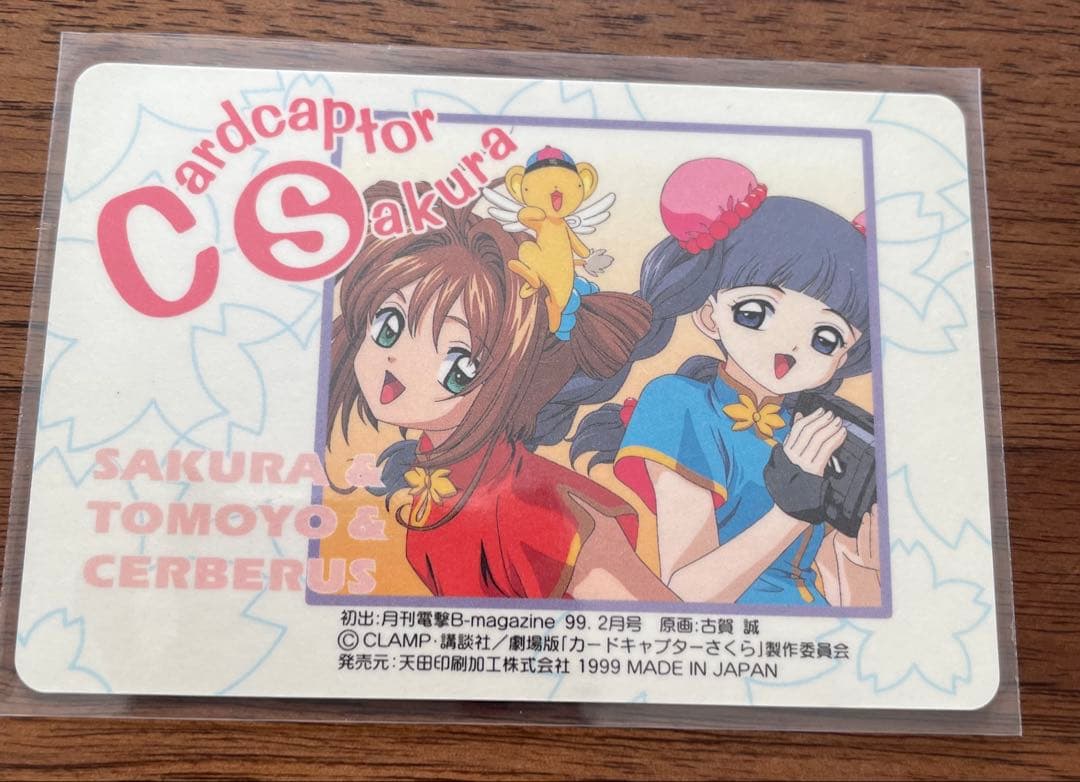 Cardcaptor
Sakura
SAKURA &
TOMOYO &
CERBERUS
初出:月刊電撃B-magazine 99. 2月号 原画:古賀 誠
© CLAMP・講談社／劇場版「カードキャプターさくら」製作委員会
発売元:天田印刷加工株式会社 1999 MADE IN JAPAN